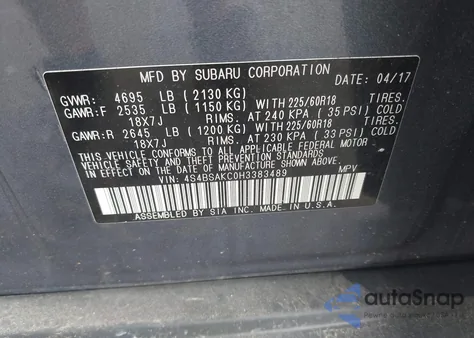 MFD BY SUBARU CORPORATION DATE: 04/17
GVWR: 4695 LB (2130 KG)
GAWR:F 2535 LB (1150 KG) WITH 225/60R18 TIRES.
18X7J RIMS. AT 240 KPA (35 PSI) COLD
GAWR:R 2645 LB (1200 KG) WITH 225/60R18 TIRES.
18X7J RIMS. AT 230 KPA (33 PSI) COLD
THIS VEHICLE CONFORMS TO ALL APPLICABLE FEDERAL MOTOR
VEHICLE SAFETY, BUMPER, AND THEFT PREVENTION STANDARDS
IN EFFECT ON THE DATE OF MANUFACTURE SHOWN ABOVE.
VIN: 4S4BSAKC0H3383489 MPV
ASSEMBLED BY SIA INC. MADE IN U.S.A.
autoSnap